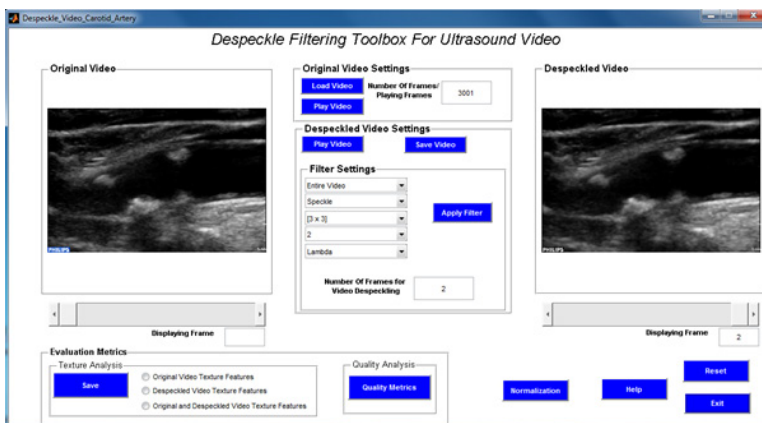 Despeckle_Video_Carotid_Artery
Despeckle Filtering Toolbox For Ultrasound Video
Original Video
PHILIPS
Displaying Frame
Original Video Settings
Load Video
Number Of Frames/
Playing Frames
3001
Play Video
Despeckled Video Settings
Play Video
Save Video
Filter Settings
Entire Video
Speckle
[3 x 3]
2
Lambda
Apply Filter
Number Of Frames for
Video Despeckling
2
Despeckled Video
PHILIPS
Displaying Frame
2
Evaluation Metrics
Texture Analysis
Save
Original Video Texture Features
Despeckled Video Texture Features
Original and Despeckled Video Texture Features
Quality Analysis
Quality Metrics
Normalization
Help
Reset
Exit